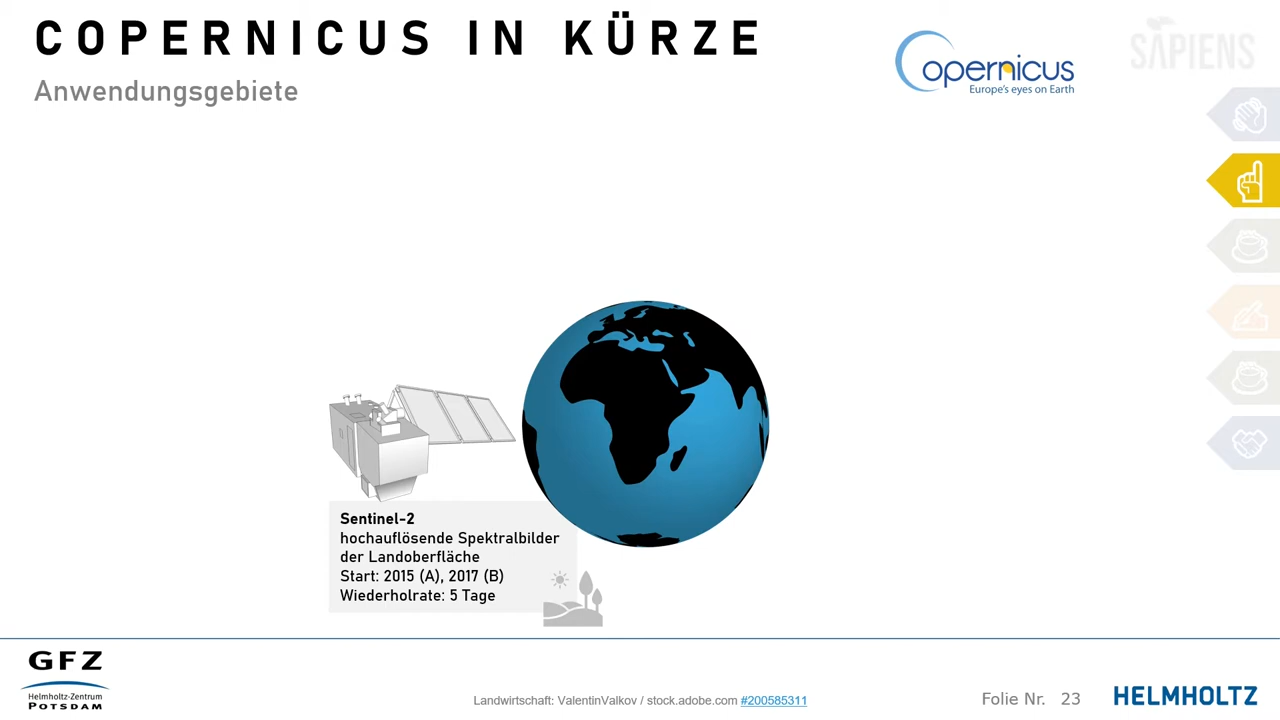 COPERNICUS IN KÜRZE
Anwendungsgebiete
opernicus
Europe's eyes on Earth
SAPIENS
Sentinel-2
hochauflösende Spektralbilder
der Landoberfläche
Start: 2015 (A), 2017 (B)
Wiederholrate: 5 Tage
GFZ
Helmholtz-Zentrum
POTSDAM
Landwirtschaft: ValentinValkov / stock.adobe.com #200585311
Folie Nr. 23
HELMHOLTZ